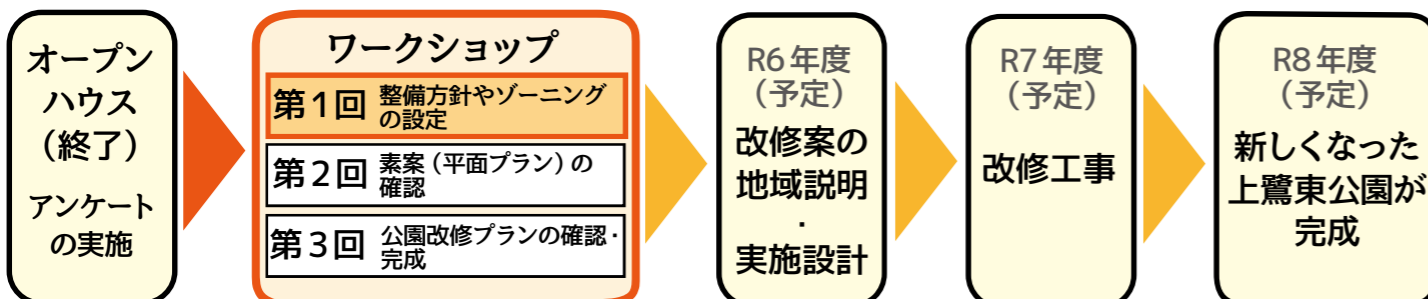 オープン
ハウス
（終了）
アンケート
の実施
ワークショップ
第1回 整備方針やゾーニング
の設定
第2回 素案（平面プラン）の
確認
第3回 公園改修プランの確認・
完成
R6年度
（予定）
改修案の
地域説明
・
実施設計
R7年度
（予定）
改修工事
R8年度
（予定）
新しくなった
上鷺東公園が
完成